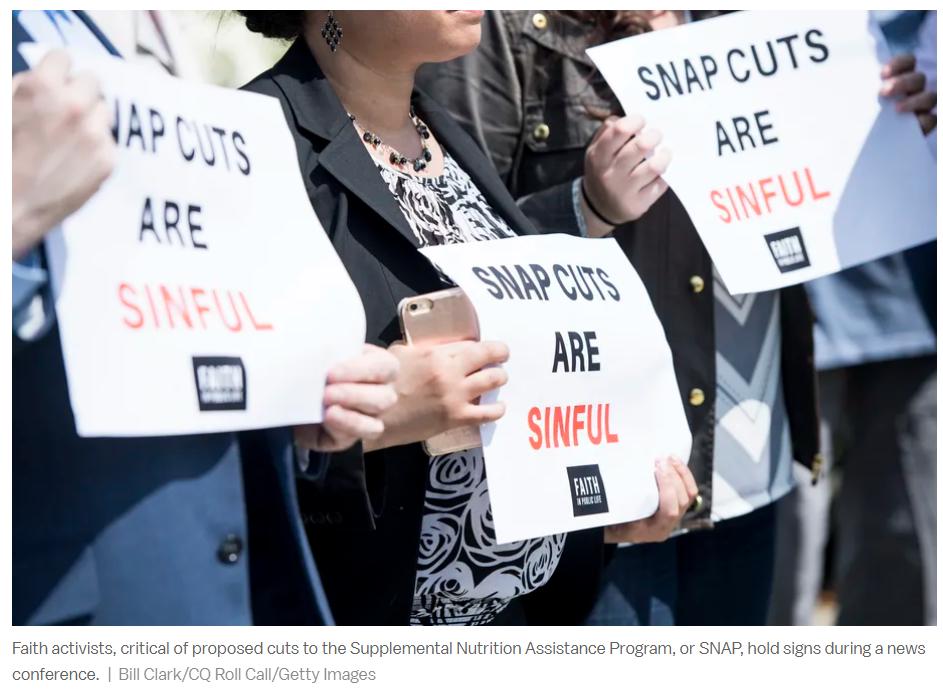 NAP CUTS
ARE
SINFUL
FAITH
SNAP CUTS
ARE
SINFUL
FAITH
IN PUBLIC LIFE
SNAP CUTS
ARE
SINFUL
FAITH
Faith activists, critical of proposed cuts to the Supplemental Nutrition Assistance Program, or SNAP, hold signs during a news
conference. | Bill Clark/CQ Roll Call/Getty Images